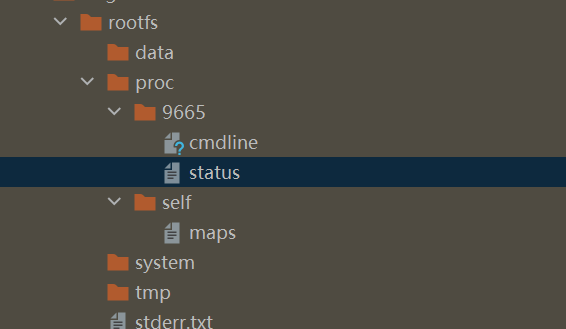 rootfs
data
proc
9665
cmdline
status
self
maps
system
tmp
stderr.txt